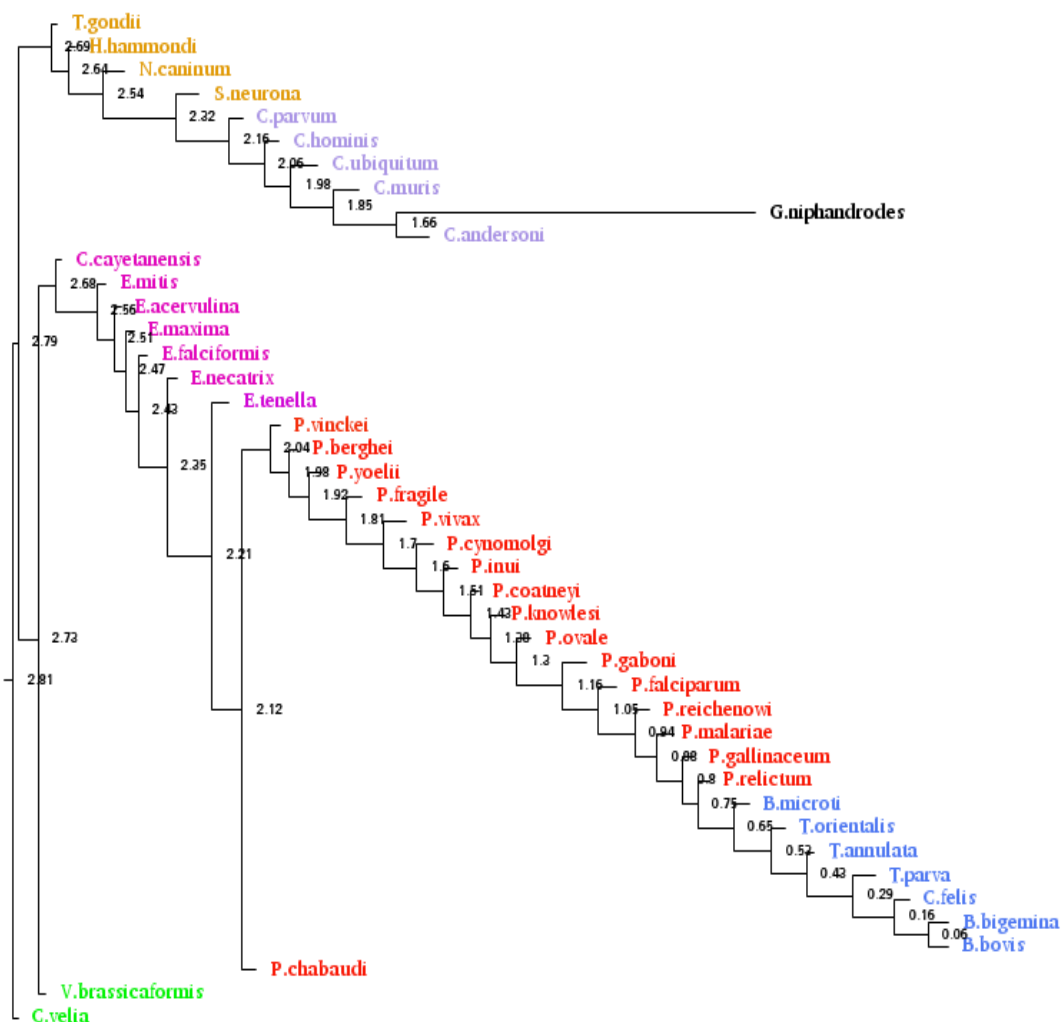 T.gondii
2.69 H.hammondi
2.64 N.caninum
2.54 S.neurona
2.32 C.parvum
2.16 C.hominis
2.06 C.ubiquitum
1.98 C.muris
1.85
G.niphandrodes
1.66
C.andersoni
C.cayetanensis
2.68 E.mitis
2.56 E.acervulina
2.51 E.maxima
2.79
E.falciformis
2.47
E.necatrix
2.43 E.tenella
P.vinckei
2.04 P.berghei
2.35
1.98 P.yoelii
1.92 P.fragile
1.81 P.vivax
1.7 P.cynomolgi
2.21
1.6 P.inui
1.51 P.coatneyi
1.43 P.knowlesi
2.73
1.38 P.ovale
1.3 P.gaboni
2.81
1.16 P.falciparum
2.12
1.05 P.reichenowi
0.94 P.malariae
0.88 P.gallinaceum
0.8 P.relictum
0.75 B.microti
0.65 T.orientalis
0.53 T.annulata
0.43 T.parva
0.29 C.felis
0.16 B.bigemina
0.06
B.bovis
P.chabaudi
V.brassicaformis
C.velia